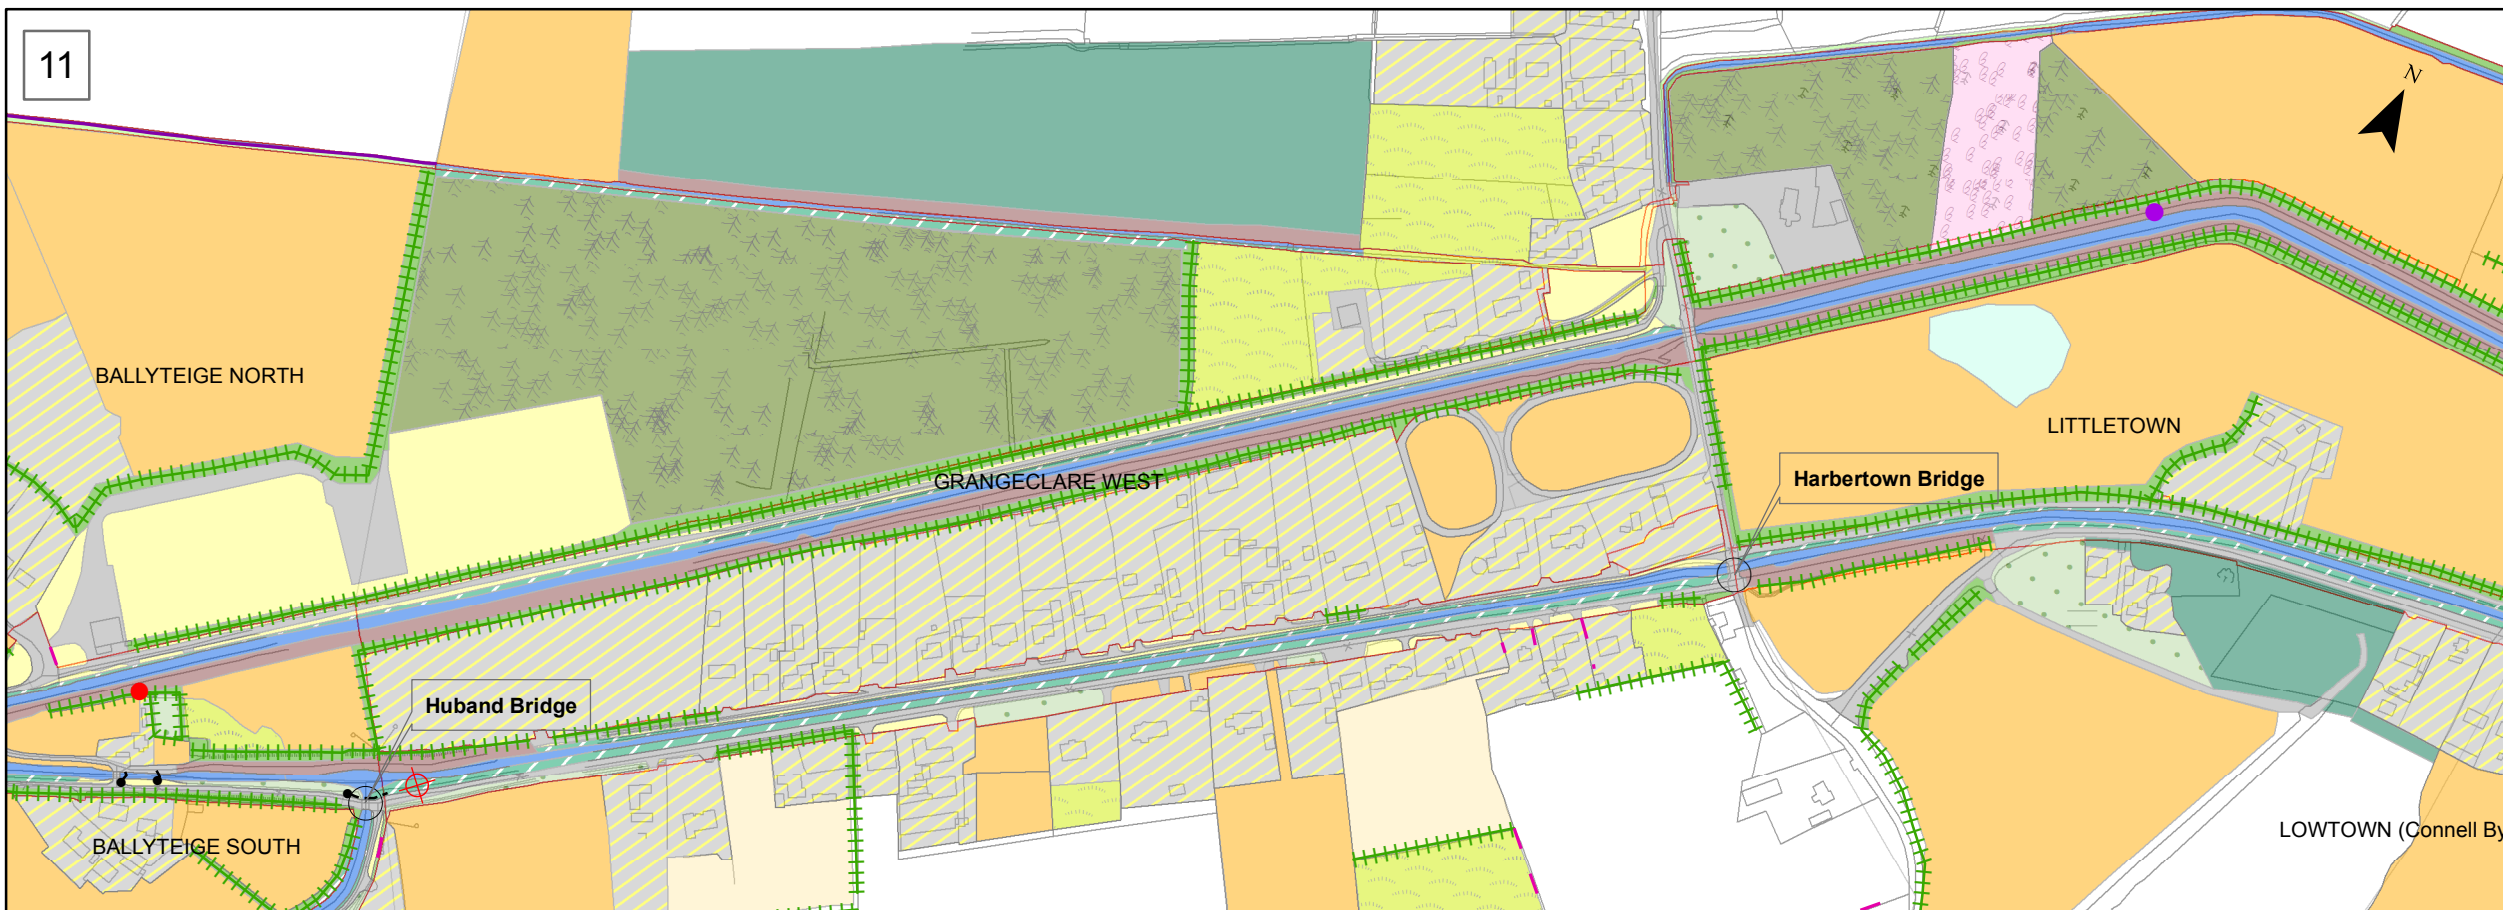 11
N
BALLYTEIGE NORTH
LITTLETOWN
GRANGECLARE WEST
Harbertown Bridge
Huband Bridge
BALLYTEIGE SOUTH
LOWTOWN (Connell By